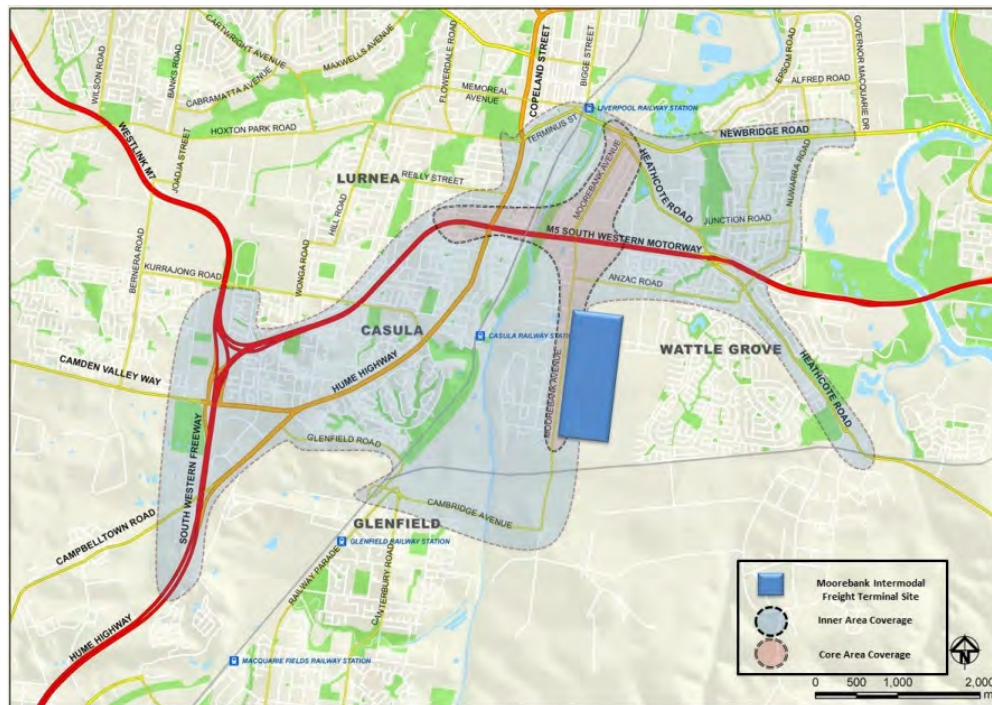 CARTWRIGHT AVENUE
MAXWELLS AVENUE
WILSON ROAD
BANKS ROAD
CABRAMATTA AVENUE
FLOWERDALE ROAD
MEMOREAL
AVENUE
COPELAND STREET
BIGGE STREET
EPSOM ROAD
ALFRED ROAD
GOVERNOR MACQUARIE DR
LIVERPOOL RAILWAY STATION
HOXTON PARK ROAD
TERMINUS ST
NEWBRIDGE ROAD
WESTLINK M7
JOADJA STREET
LURNEA
REILLY STREET
MOOREBANK AVENUE
HEATHCOTE ROAD
NUWARRA ROAD
HILL ROAD
JUNCTION ROAD
M5 SOUTH WESTERN MOTORWAY
BERNERA ROAD
KURRAJONG ROAD
WONGA ROAD
ANZAC ROAD
CASULA
CASULA RAILWAY STATI
WATTLE GROVE
CAMDEN VALLEY WAY
HUME HIGHWAY
HEATHCOTE ROAD
MOOREBANK AVENUE
GLENFIELD ROAD
SOUTH WESTERN FREEWAY
CAMPBELLTOWN ROAD
CAMBRIDGE AVENUE
GLENFIELD
GLENFIELD RAILWAY STATION
RAILWAY PARADE
CANTERBURY ROAD
HUME HIGHWAY
MACQUARIE FIELDS RAILWAY STATION
Moorebank Intermodal
Freight Terminal Site
Inner Area Coverage
Core Area Coverage
N
0 500 1,000 2,000
m